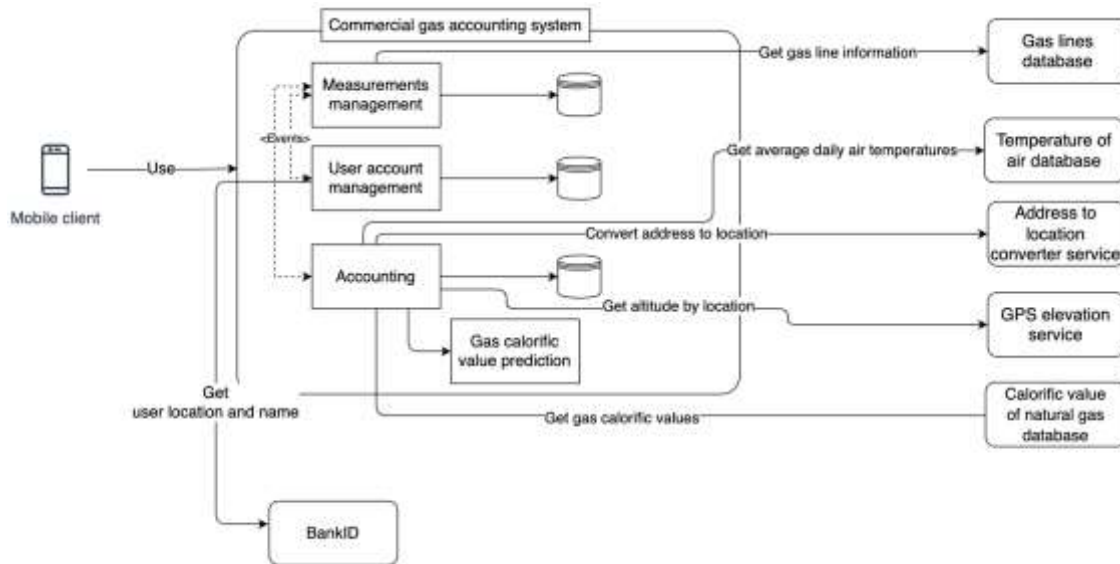 Commercial gas accounting system
Get gas line information
Gas lines
database
Measurements
management
<Events>
Get average daily air temperatures
Temperature of
air database
Use
User account
management
Mobile client
Convert address to location
Address to
location
converter service
Accounting
Get altitude by location
GPS elevation
service
Gas calorific
value prediction
Get
user location and name
Get gas calorific values
Calorific value
of natural gas
database
BankID